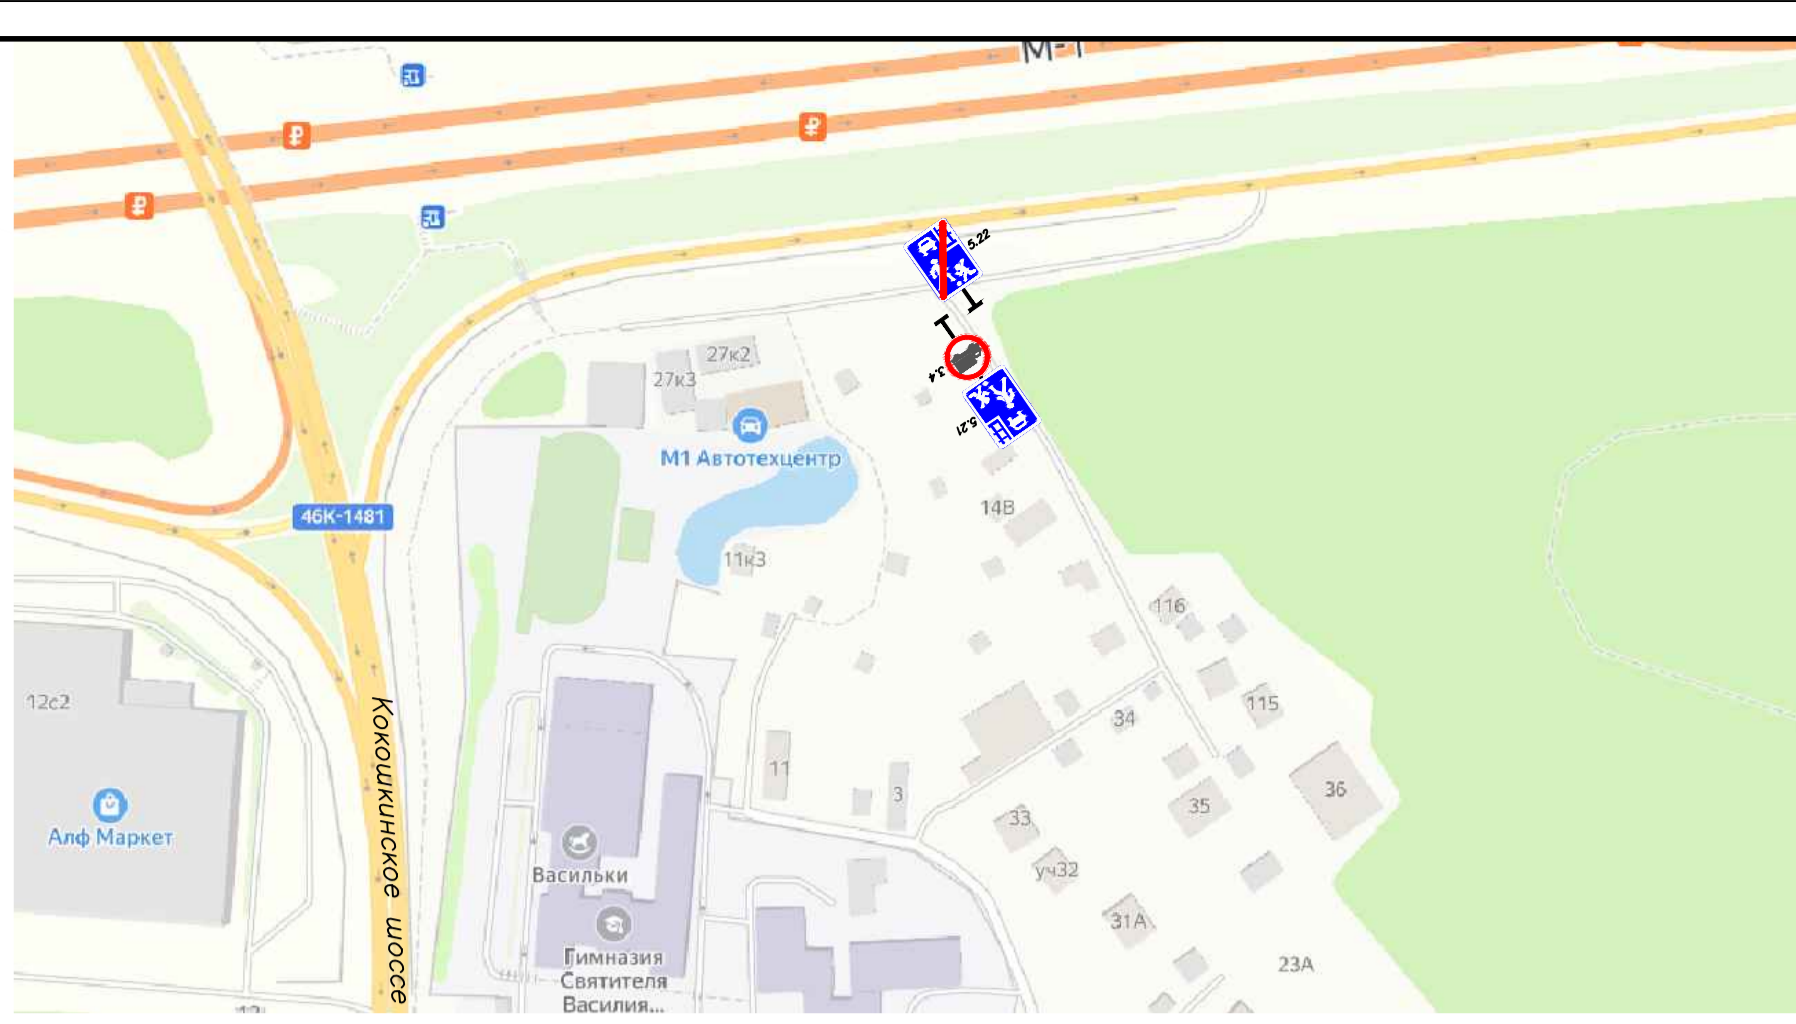 М-1
₽
₽
₽
5.22
27к2
27к3
3.4
5.21
М1 Автотехцентр
14В
46К-1481
11к3
116
12с2
115
34
Кокошкинское шоссе
11
3
36
35
33
Алф Маркет
Васильки
уч32
31А
Гимназия
Святителя
Василия...
23А